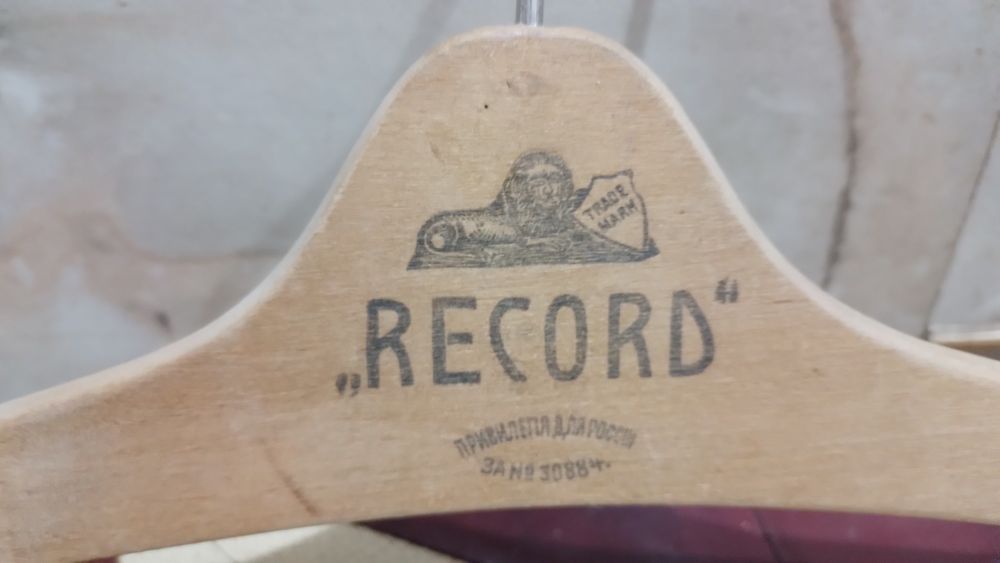 TRADE
MARK
„RECORD“
ПРИВИЛЕГІЯ ДЛЯ РОССІИ
ЗА № 30884.